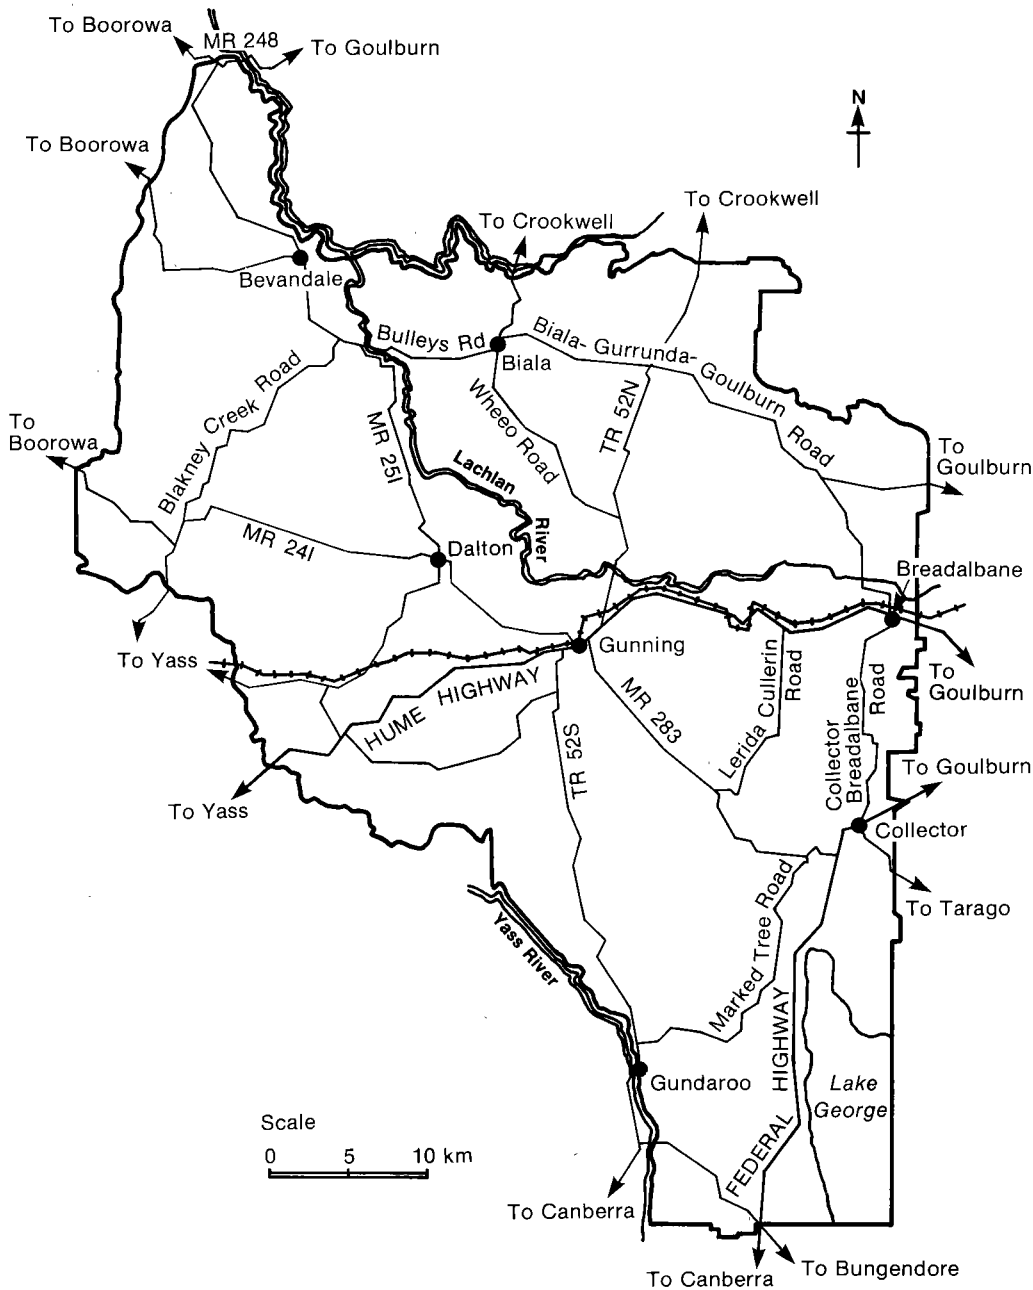 To Boorowa
MR 248
To Goulburn
N
To Boorowa
To Crookwell
To Crookwell
Bevandale
Bulleys Rd
Biala
Biala- Gurrunda-
Goulburn
Road
Blakney Creek Road
MR 251
Wheeo Road
TR 52N
To
Boorowa
Lachlan
River
To
Goulburn
MR 241
Dalton
Breadalbane
To Yass
Gunning
HUME HIGHWAY
MR 283
Lerida Cullerin
Road
Collector
Breadalbane
Road
To
Goulburn
TR 52S
To Yass
To Goulburn
Collector
To Tarago
Yass River
Marked Tree Road
FEDERAL HIGHWAY
Gundaroo
Lake
George
Scale
0 5 10 km
To Canberra
To Canberra
To Bungendore